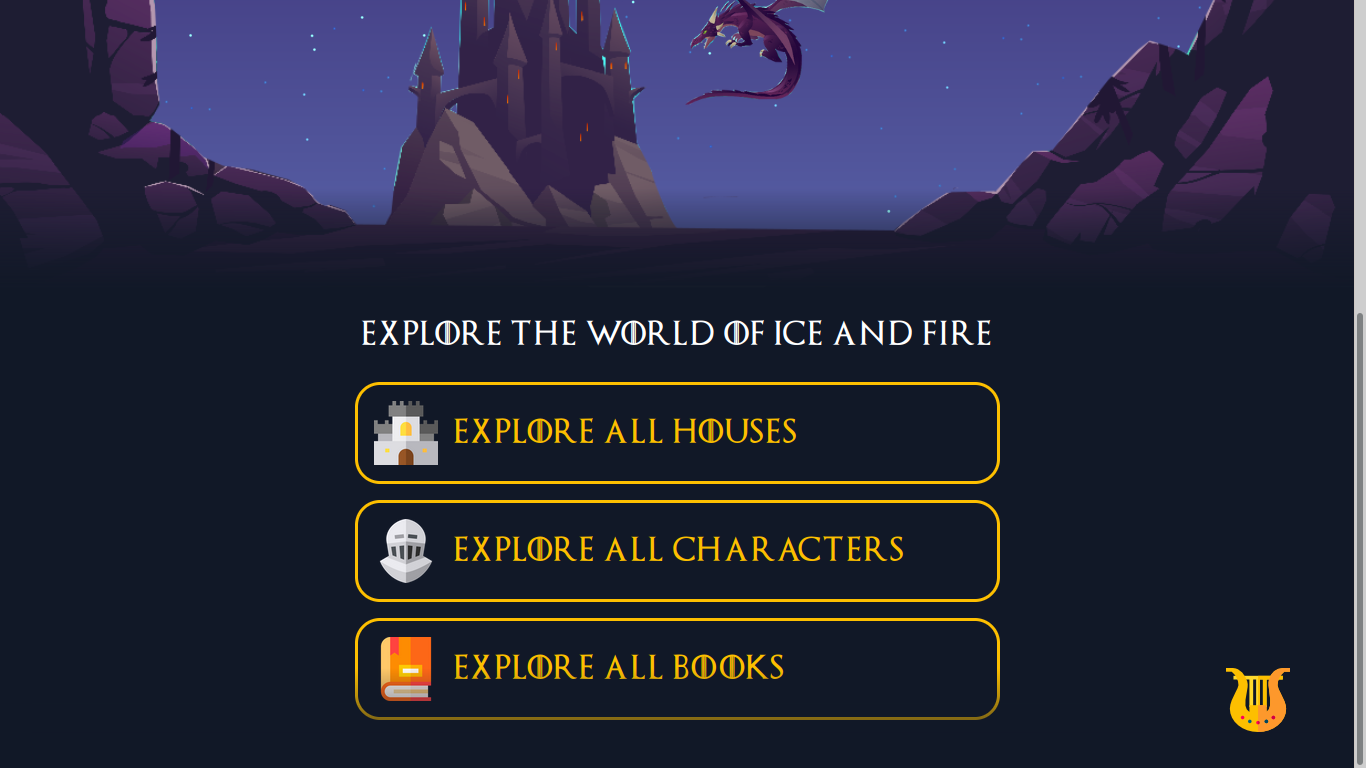 EXPLORE THE WORLD OF ICE AND FIRE
EXPLORE ALL HOUSES
EXPLORE ALL CHARACTERS
EXPLORE ALL BOOKS